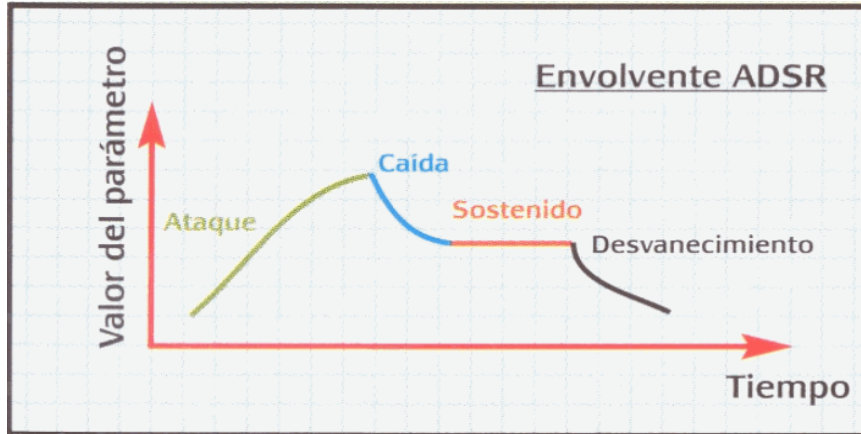 Envolvente ADSR
Valor del parámetro
Caída
Ataque
Sostenido
Desvanecimiento
Tiempo